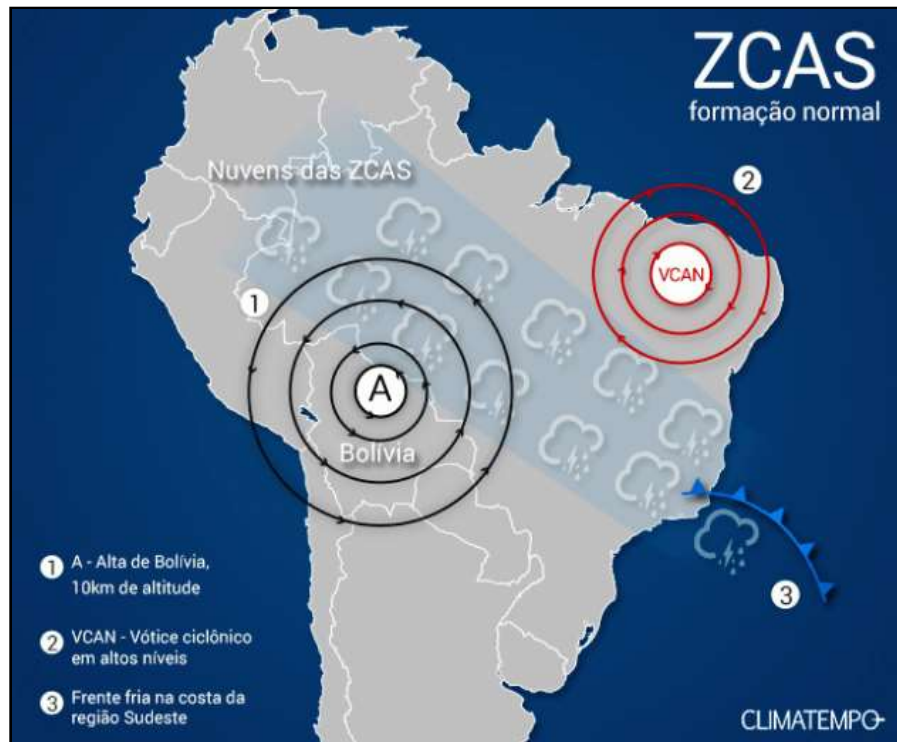 ZCAS
formação normal
Nuvens das ZCAS
2
VCAN
1
A
Bolívia
3
1 A - Alta de Bolívia,
10km de altitude
2 VCAN - Vótice ciclônico
em altos níveis
3 Frente fria na costa da
região Sudeste
CLIMATEMPO